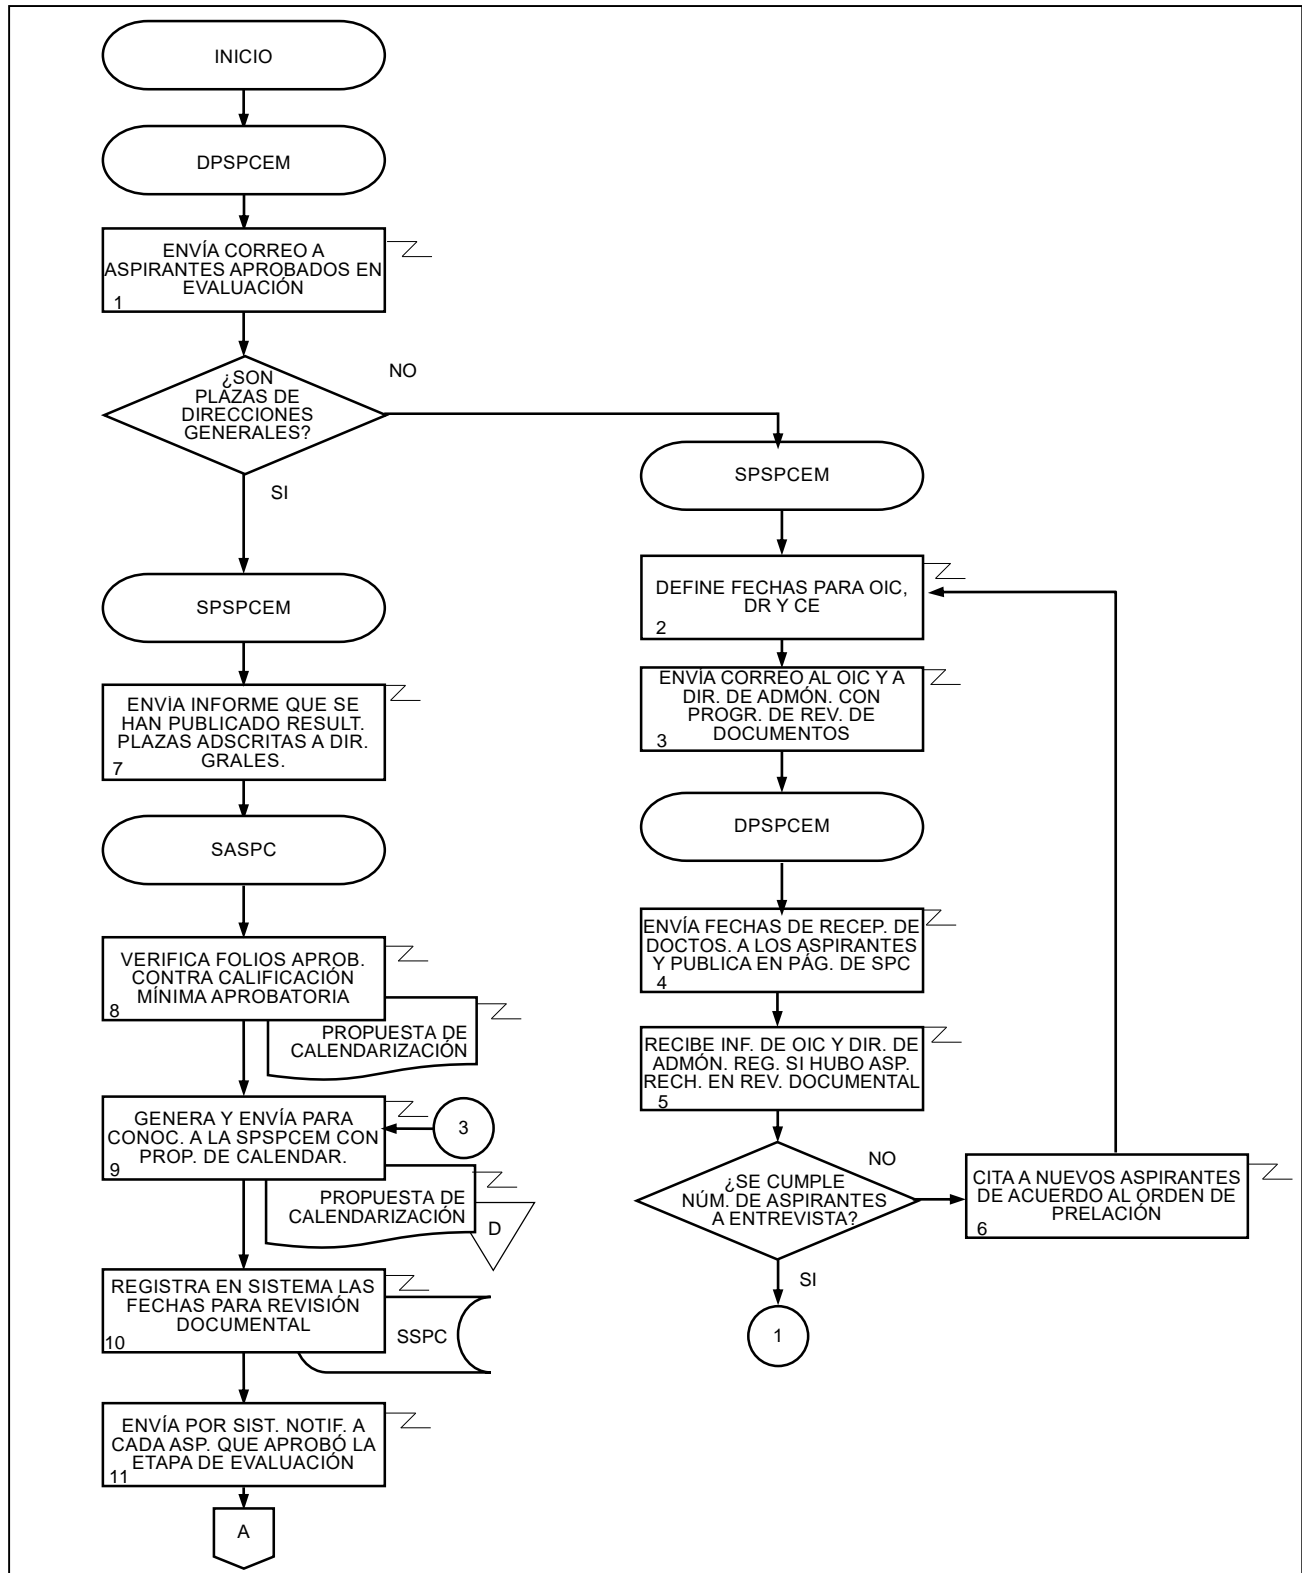 INICIO
DPSPCEM
ENVÍA CORREO A
ASPIRANTES APROBADOS EN
EVALUACIÓN
1
¿SON
PLAZAS DE
DIRECCIONES
GENERALES?
NO
SI
SPSPCEM
DEFINE FECHAS PARA OIC,
DR Y CE
2
ENVÍA CORREO AL OIC Y A
DIR. DE ADMÓN. CON
PROGR. DE REV. DE
DOCUMENTOS
3
DPSPCEM
ENVÍA FECHAS DE RECEP. DE
DOCTOS. A LOS ASPIRANTES
Y PUBLICA EN PÁG. DE SPC
4
RECIBE INF. DE OIC Y DIR. DE
ADMÓN. REG. SI HUBO ASP.
RECH. EN REV. DOCUMENTAL
5
¿SE CUMPLE
NÚM. DE ASPIRANTES
A ENTREVISTA?
NO
CITA A NUEVOS ASPIRANTES
DE ACUERDO AL ORDEN DE
PRELACIÓN
6
SI
1
SPSPCEM
ENVÌA INFORME QUE SE
HAN PUBLICADO RESULT.
PLAZAS ADSCRITAS A DIR.
GRALES.
7
SASPC
VERIFICA FOLIOS APROB.
CONTRA CALIFICACIÓN
MÍNIMA APROBATORIA
8
PROPUESTA DE
CALENDARIZACIÓN
GENERA Y ENVÍA PARA
CONOC. A LA SPSPCEM CON
PROP. DE CALENDAR.
9
3
PROPUESTA DE
CALENDARIZACIÓN
D
REGISTRA EN SISTEMA LAS
FECHAS PARA REVISIÓN
DOCUMENTAL
10
SSPC
ENVÍA POR SIST. NOTIF. A
CADA ASP. QUE APROBÓ LA
ETAPA DE EVALUACIÓN
11
A